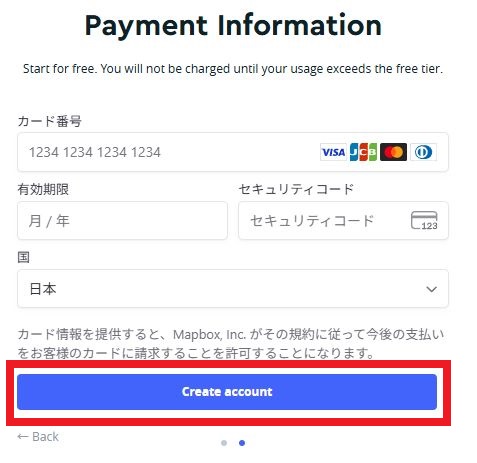 Payment Information
Start for free. You will not be charged until your usage exceeds the free tier.
カード番号
1234 1234 1234 1234 VISA JCB
有効期限 セキュリティコード
月 / 年 セキュリティコード 123
国
日本
カード情報を提供すると、Mapbox, Inc. がその規約に従って今後の支払い
をお客様のカードに請求することを許可することになります。
Create account
← Back